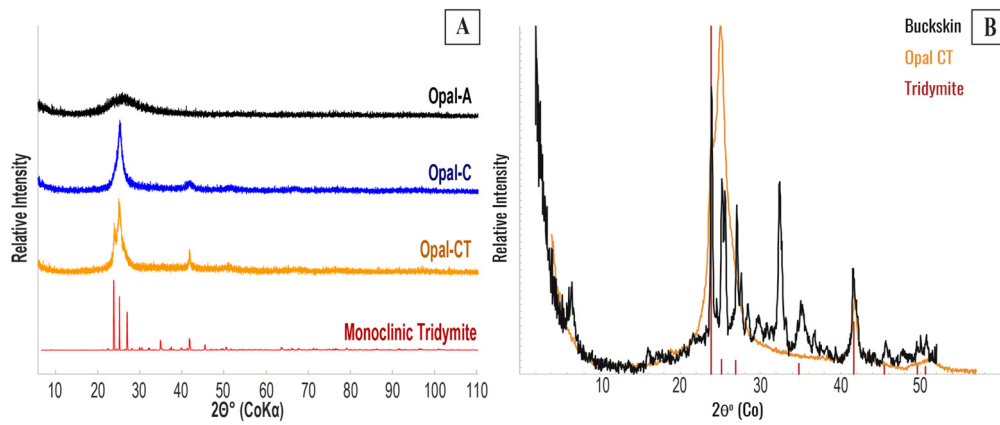 A
Relative Intensity
Opal-A
Opal-C
Opal-CT
Monoclinic Tridymite
10 20 30 40 50 60 70 80 90 100 110
2Θ° (CoKα)
B
Relative Intensity
Buckskin
Opal CT
Tridymite
10 20 30 40 50
2θ° (Co)